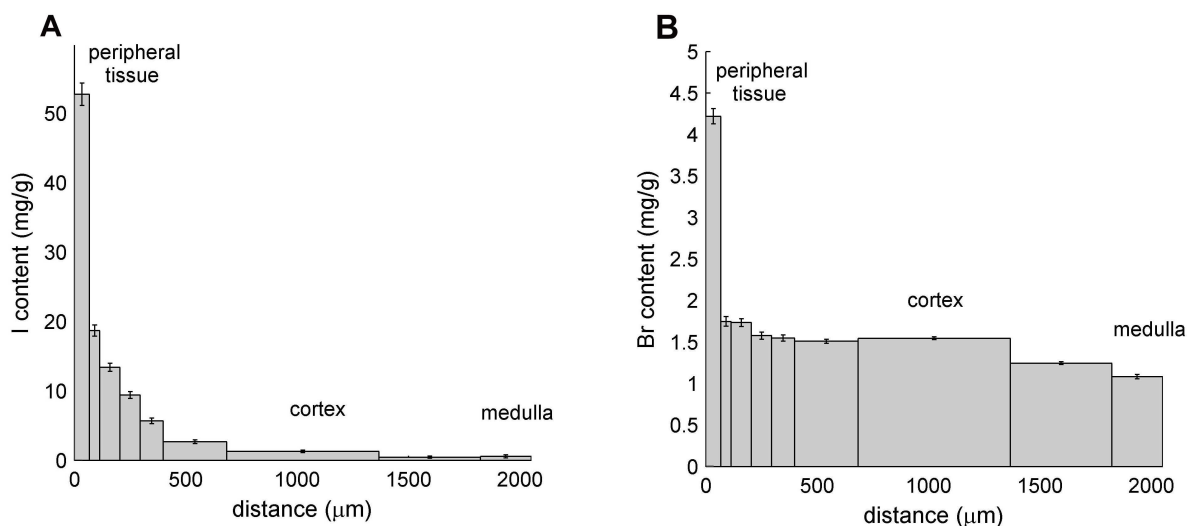 A
peripheral
tissue
50
40
30
20
10
0
I content (mg/g)
cortex
medulla
0 500 1000 1500 2000
distance (μm)
B
5
4.5
4
3.5
3
2.5
2
1.5
1
0.5
0
peripheral
tissue
Br content (mg/g)
cortex
medulla
0 500 1000 1500 2000
distance (μm)